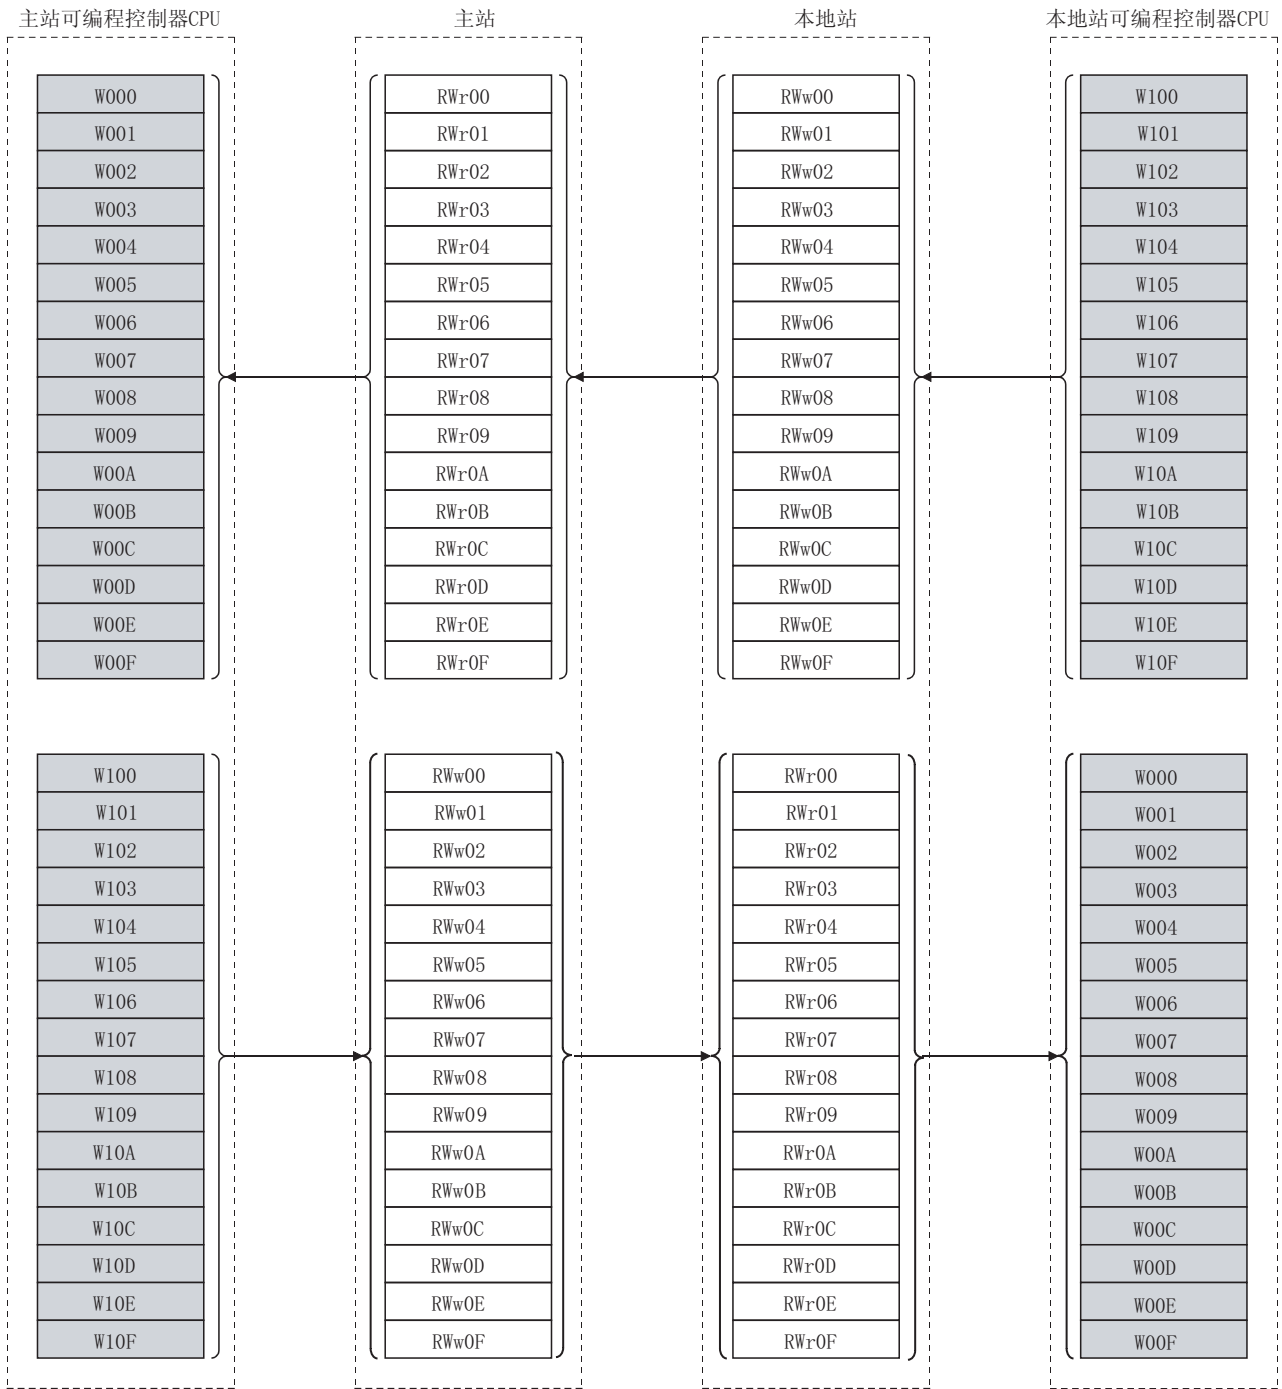 主站可编程控制器CPU 主站 本地站 本地站可编程控制器CPU
W000 RWr00 RWw00 W100
W001 RWr01 RWw01 W101
W002 RWr02 RWw02 W102
W003 RWr03 RWw03 W103
W004 RWr04 RWw04 W104
W005 RWr05 RWw05 W105
W006 RWr06 RWw06 W106
W007 RWr07 RWw07 W107
W008 RWr08 RWw08 W108
W009 RWr09 RWw09 W109
W00A RWr0A RWw0A W10A
W00B RWr0B RWw0B W10B
W00C RWr0C RWw0C W10C
W00D RWr0D RWw0D W10D
W00E RWr0E RWw0E W10E
W00F RWr0F RWw0F W10F
W100 RWw00 RWr00 W000
W101 RWw01 RWr01 W001
W102 RWw02 RWr02 W002
W103 RWw03 RWr03 W003
W104 RWw04 RWr04 W004
W105 RWw05 RWr05 W005
W106 RWw06 RWr06 W006
W107 RWw07 RWr07 W007
W108 RWw08 RWr08 W008
W109 RWw09 RWr09 W009
W10A RWw0A RWr0A W00A
W10B RWw0B RWr0B W00B
W10C RWw0C RWr0C W00C
W10D RWw0D RWr0D W00D
W10E RWw0E RWr0E W00E
W10F RWw0F RWr0F W00F